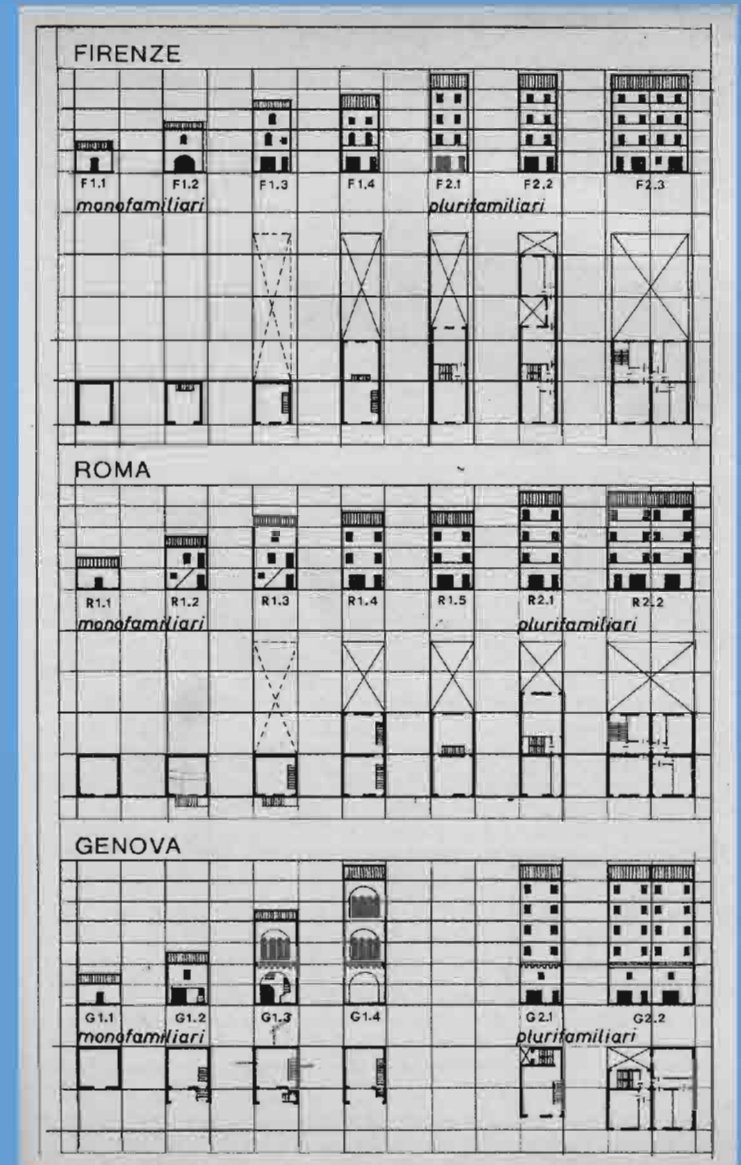 FIRENZE
F1.1 F1.2 F1.3 F1.4 F2.1 F2.2 F2.3
monofamiliari plurifamiliari
ROMA
R1.1 R1.2 R1.3 R1.4 R1.5 R2.1 R2.2
monofamiliari plurifamiliari
GENOVA
G1.1 G1.2 G1.3 G1.4 G2.1 G2.2
monofamiliari plurifamiliari